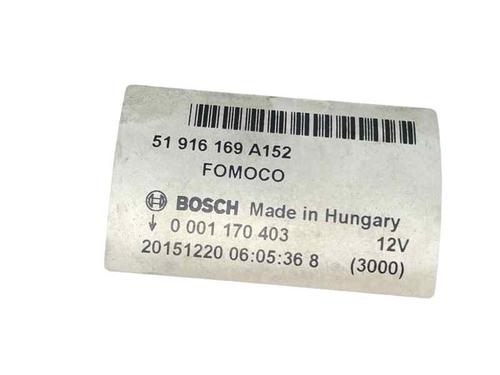 51 916 169 A152
FOMOCO
BOSCH Made in Hungary
0 001 170 403 12V
20151220 06:05:36 8 (3000)